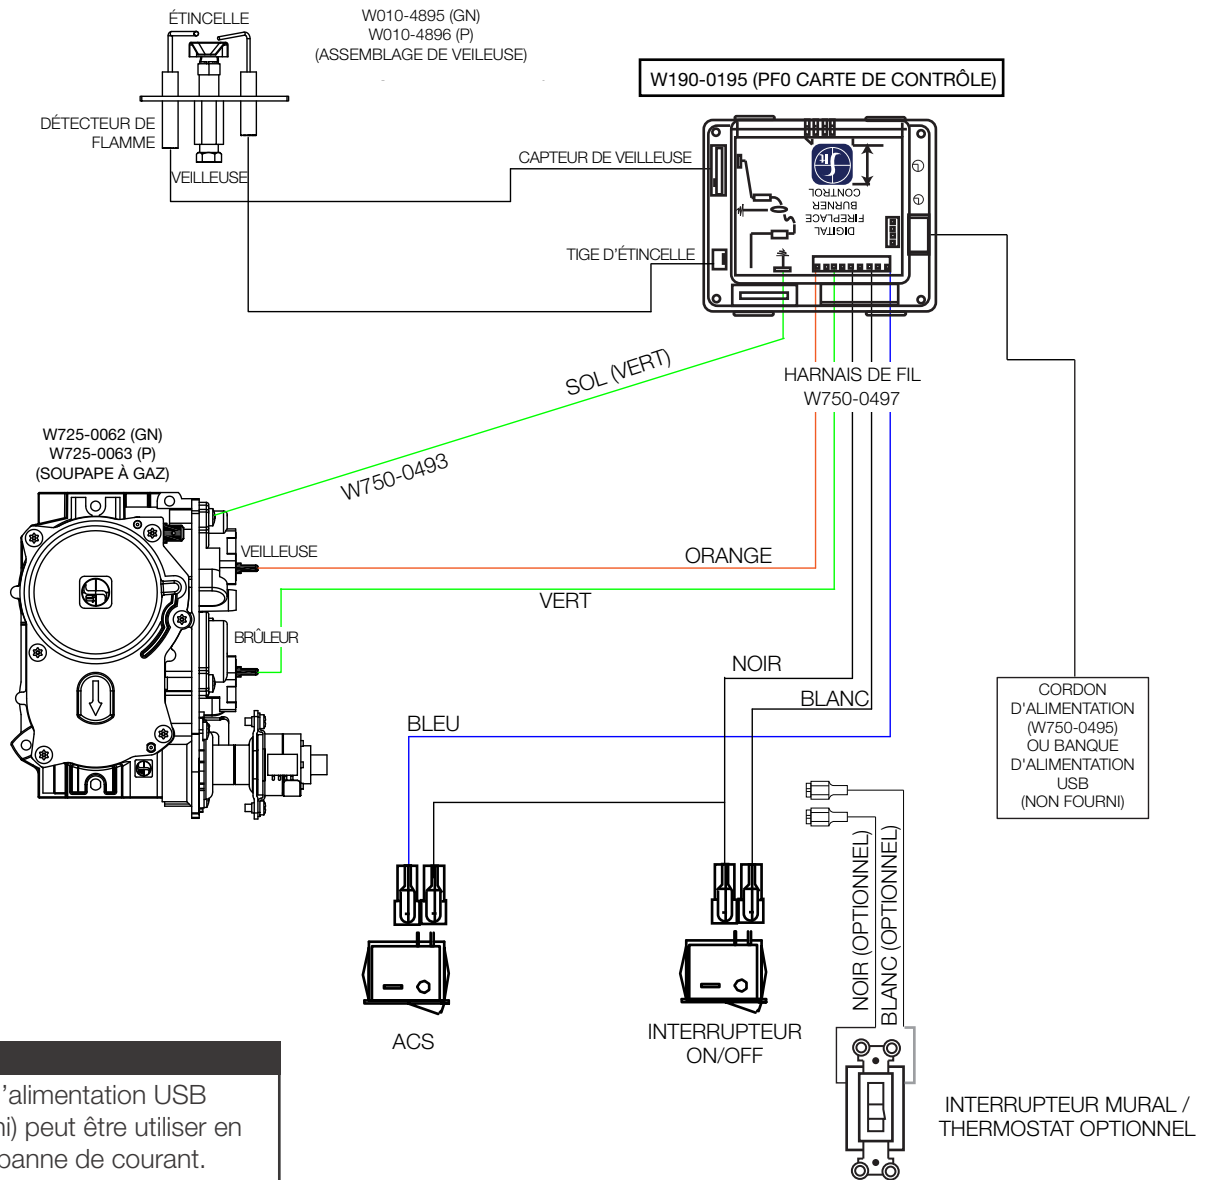 ÉTINCELLE
W010-4895 (GN)
W010-4896 (P)
(ASSEMBLAGE DE VEILEUSE)
W190-0195 (PF0 CARTE DE CONTRÔLE)
DÉTECTEUR DE
FLAMME
VEILLEUSE
CAPTEUR DE VEILLEUSE
TIGE D'ÉTINCELLE
DIGITAL
FIREPLACE
BURNER
CONTROL
fit
SOL (VERT)
HARNAIS DE FIL
W750-0497
W725-0062 (GN)
W725-0063 (P)
(SOUPAPE À GAZ)
W750-0493
VEILLEUSE
ORANGE
VERT
BRÛLEUR
NOIR
BLANC
BLEU
CORDON
D'ALIMENTATION
(W750-0495)
OU BANQUE
D'ALIMENTATION
USB
(NON FOURNI)
NOIR (OPTIONNEL)
BLANC (OPTIONNEL)
ACS
INTERRUPTEUR
ON/OFF
INTERRUPTEUR MURAL /
THERMOSTAT OPTIONNEL
'alimentation USB
ni) peut être utiliser en
panne de courant.